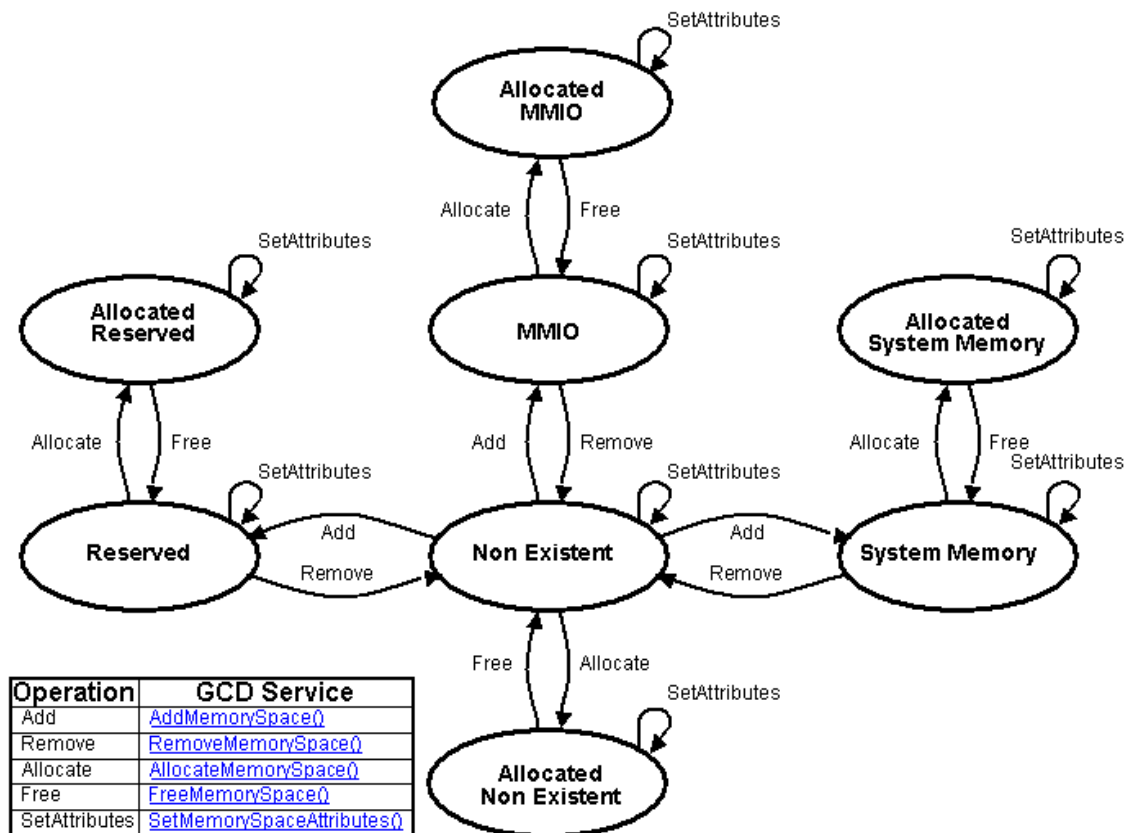 SetAttributes
Allocated
MMIO
Allocate
Free
SetAttributes
SetAttributes
SetAttributes
Allocated
Reserved
MMIO
Allocated
System Memory
Allocate
Free
Add
Remove
Allocate
Free
SetAttributes
SetAttributes
SetAttributes
Reserved
Add
Remove
Non Existent
Add
Remove
System Memory
Free
Allocate
SetAttributes
Allocated
Non Existent
Operation GCD Service
Add AddMemorySpace()
Remove RemoveMemorySpace()
Allocate AllocateMemorySpace()
Free FreeMemorySpace()
SetAttributes SetMemorySpaceAttributes()